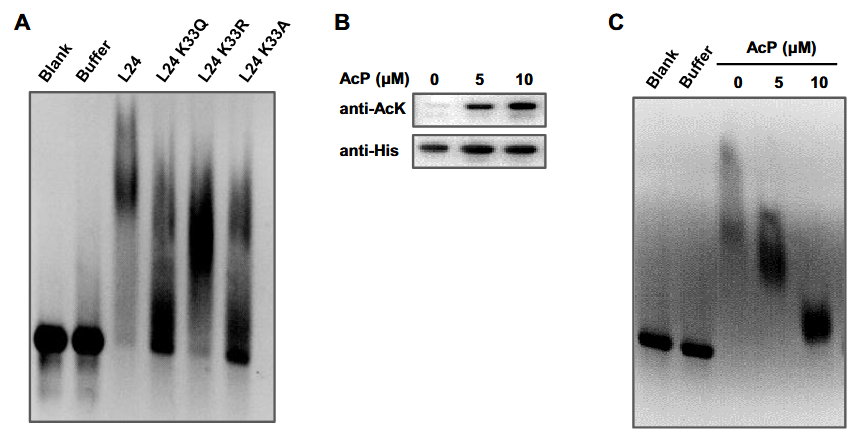 A
Blank
Buffer
L24
L24 K33Q
L24 K33R
L24 K33A
B
AcP (μM) 0 5 10
anti-AcK
anti-His
C
Blank
Buffer
AcP (μM)
0 5 10